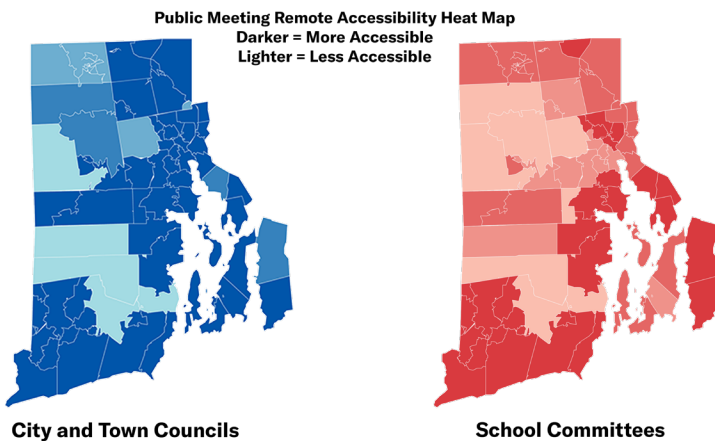 Public Meeting Remote Accessibility Heat Map
Darker = More Accessible
Lighter = Less Accessible
City and Town Councils
School Committees